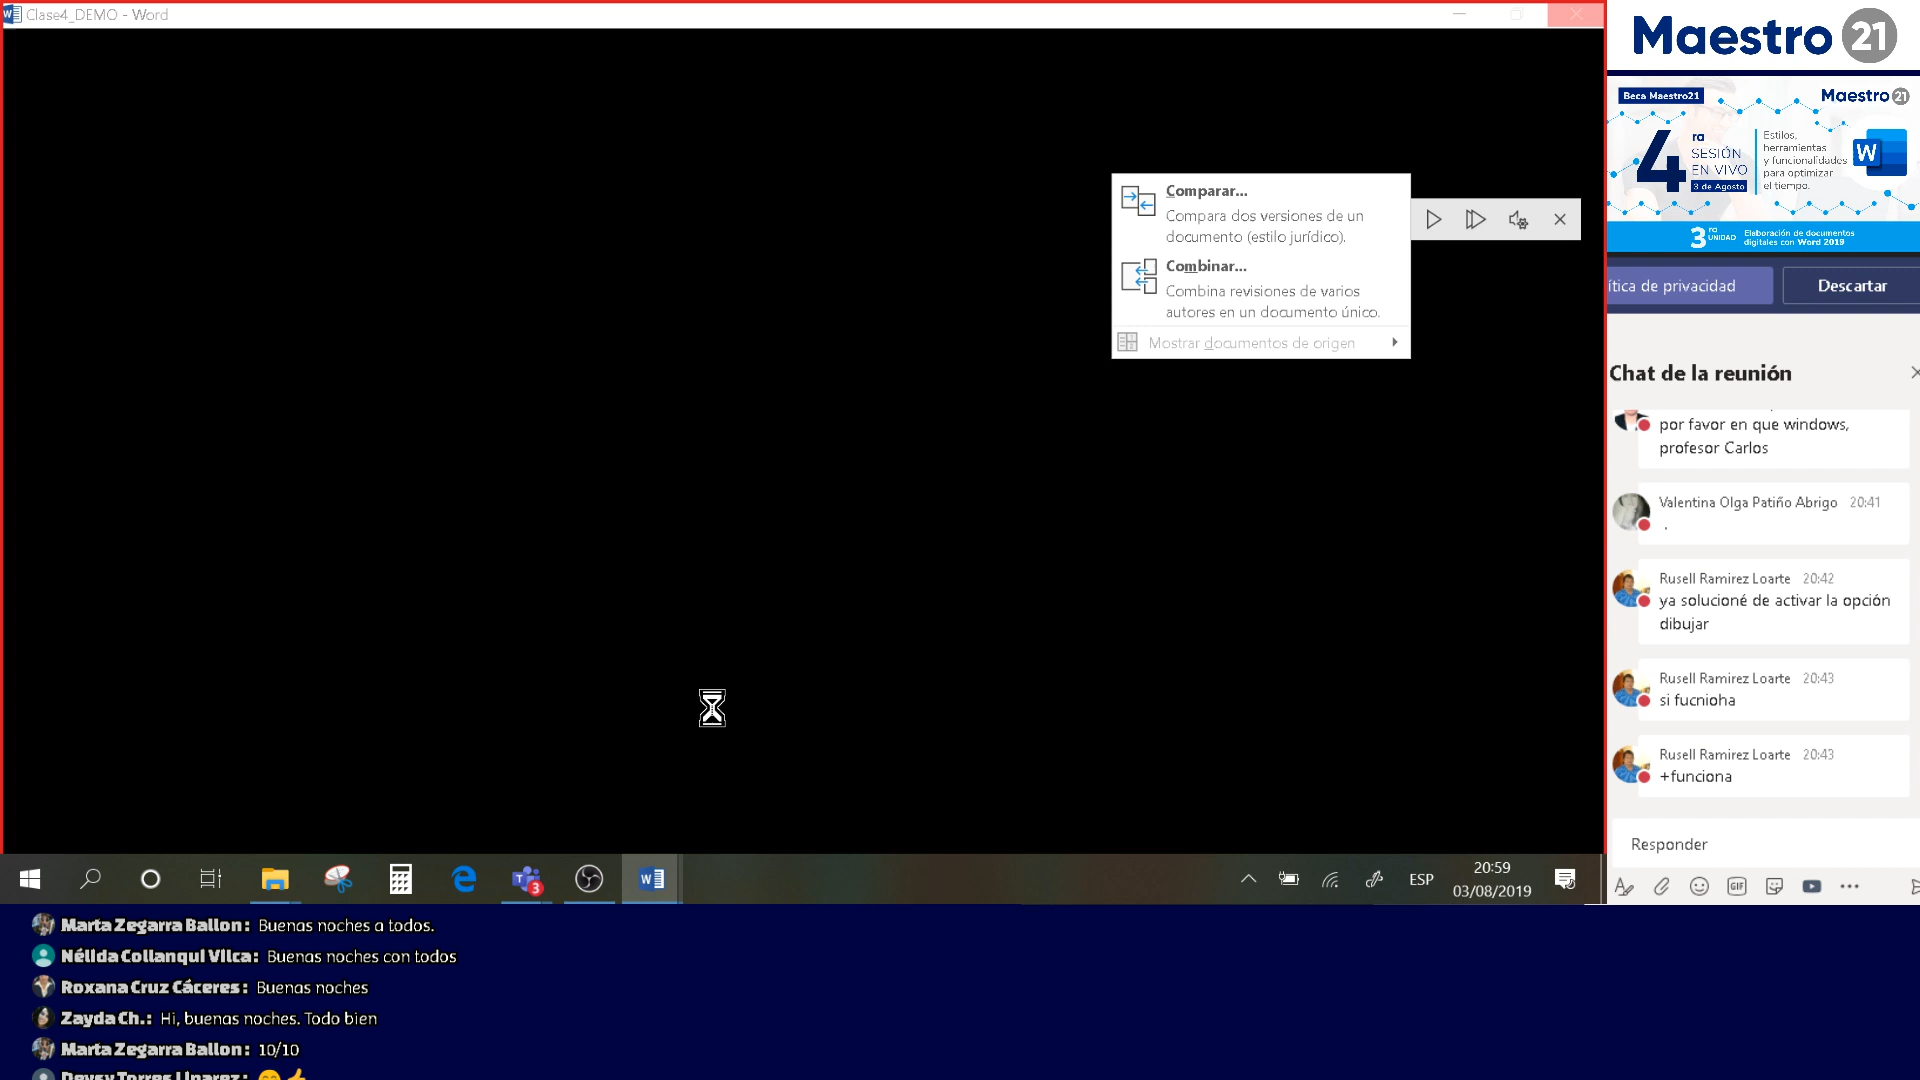 Clase4_DEMO - Word
Maestro 21
Beca Maestro21
Maestro 21
4 ra
SESIÓN
EN VIVO
3 de Agosto
Estilos,
herramientas
y funcionalidades
para optimizar
el tiempo.
W
3 ra UNIDAD
Elaboración de documentos
digitales con Word 2019
Comparar...
Compara dos versiones de un
documento (estilo jurídico).
Combinar...
Combina revisiones de varios
autores en un documento único.
Mostrar documentos de origen
ítica de privacidad
Descartar
Chat de la reunión
por favor en que windows,
profesor Carlos
Valentina Olga Patiño Abrigo 20:41
.
Rusell Ramirez Loarte 20:42
ya solucioné de activar la opción
dibujar
Rusell Ramirez Loarte 20:43
si fucnioha
Rusell Ramirez Loarte 20:43
+funciona
Responder
GIF
3
ESP
20:59
03/08/2019
Marta Zegarra Ballon: Buenas noches a todos.
Nélida Collanqui Vilca: Buenas noches con todos
Roxana Cruz Cáceres: Buenas noches
Zayda Ch.: Hi, buenas noches. Todo bien
Marta Zegarra Ballon: 10/10
Deysy Torres Linarez: